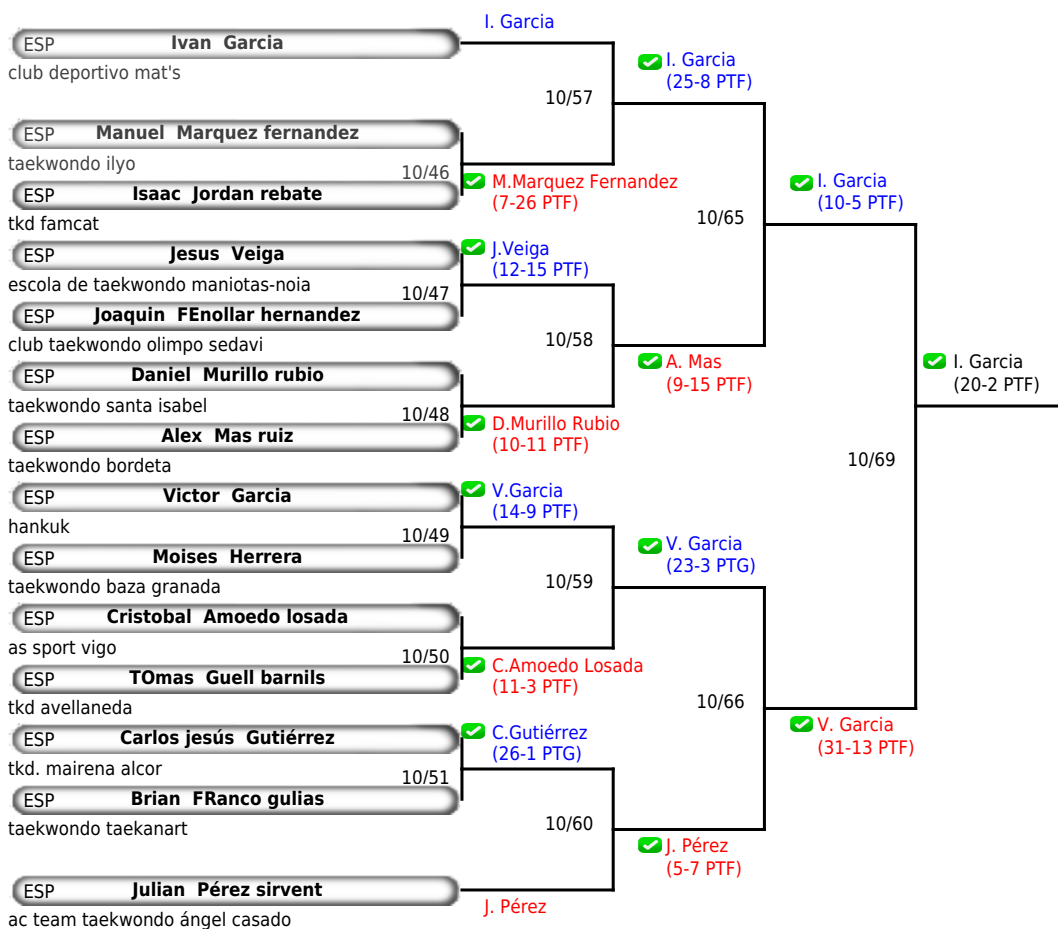 I. Garcia
ESP Ivan Garcia
club deportivo mat's
I. Garcia
(25-8 PTF)
10/57
ESP Manuel Marquez fernandez
taekwondo ilyo
10/46
ESP Isaac Jordan rebate
tkd famcat
M.Marquez Fernandez
(7-26 PTF)
I. Garcia
(10-5 PTF)
10/65
ESP Jesus Veiga
escola de taekwondo maniotas-noia
J.Veiga
(12-15 PTF)
10/47
ESP Joaquin FEnollar hernandez
club taekwondo olimpo sedavi
10/58
A. Mas
(9-15 PTF)
I. Garcia
(20-2 PTF)
ESP Daniel Murillo rubio
taekwondo santa isabel
10/48
ESP Alex Mas ruiz
taekwondo bordeta
D.Murillo Rubio
(10-11 PTF)
10/69
ESP Victor Garcia
hankuk
V.Garcia
(14-9 PTF)
10/49
ESP Moises Herrera
taekwondo baza granada
V. Garcia
(23-3 PTG)
10/59
ESP Cristobal Amoedo losada
as sport vigo
10/50
ESP TOmas Guell barnils
tkd avellaneda
C.Amoedo Losada
(11-3 PTF)
10/66
V. Garcia
(31-13 PTF)
ESP Carlos jesús Gutiérrez
tkd. mairena alcor
C.Gutiérrez
(26-1 PTG)
10/51
ESP Brian FRanco gulias
taekwondo taekanart
10/60
J. Pérez
(5-7 PTF)
ESP Julian Pérez sirvent
ac team taekwondo ángel casado
J. Pérez